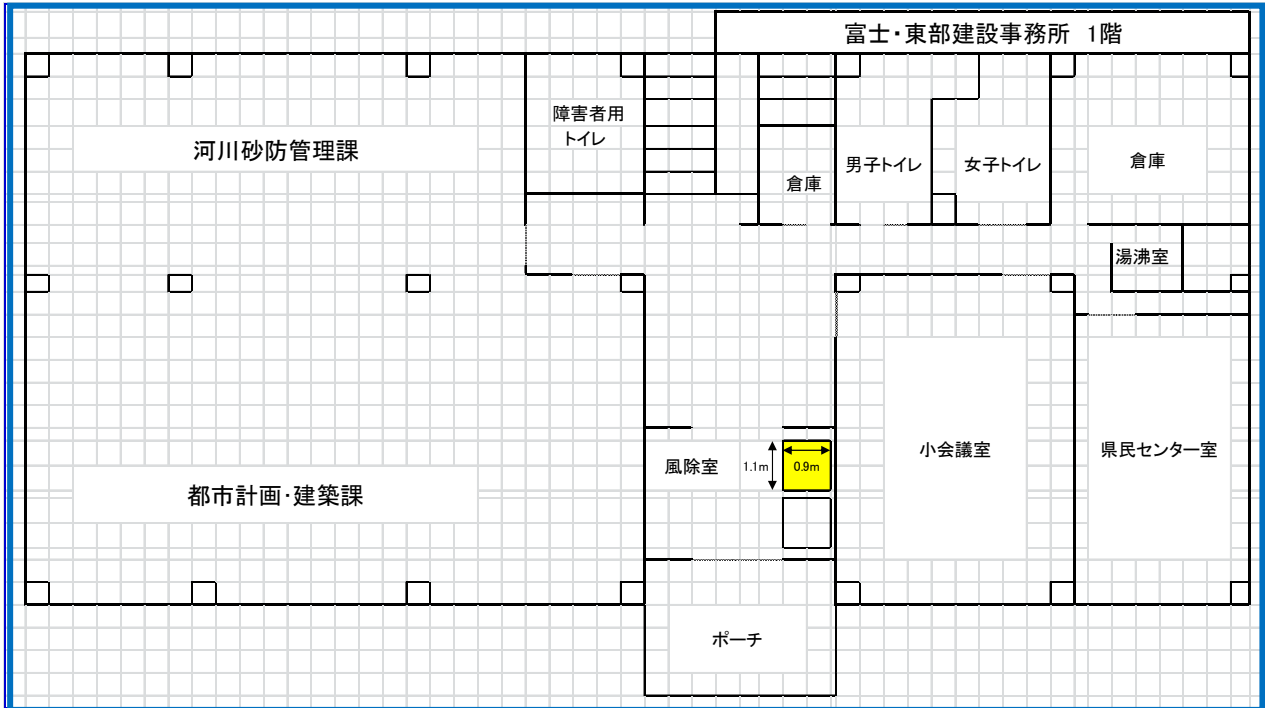 富士・東部建設事務所 1階
障害者用
トイレ
河川砂防管理課
倉庫
男子トイレ
女子トイレ
倉庫
湯沸室
風除室
1.1m
0.9m
小会議室
県民センター室
都市計画・建築課
ポーチ